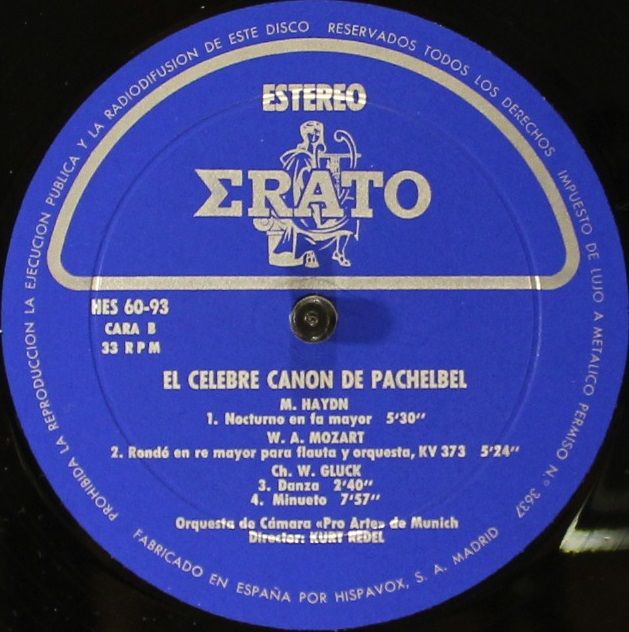 PROHIBIDA LA REPRODUCCION LA EJECUCION PUBLICA Y LA RADIODIFUSION DE ESTE DISCO RESERVADOS TODOS LOS DERECHOS IMPUESTO DE LUJO A METALICO PERMISO N.º 3637
ESTEREO
ΣRATO
HES 60-93
CARA B
33 RPM
EL CELEBRE CANON DE PACHELBEL
M. HAYDN
1. Nocturno en fa mayor 5'30''
W. A. MOZART
2. Rondó en re mayor para flauta y orquesta, KV 373 5'24''
Ch. W. GLUCK
3. Danza 2'40''
4. Minueto 7'57''
Orquesta de Cámara «Pro Arte» de Munich
Director: KURT REDEL
FABRICADO EN ESPAÑA POR HISPAVOX, S. A. MADRID